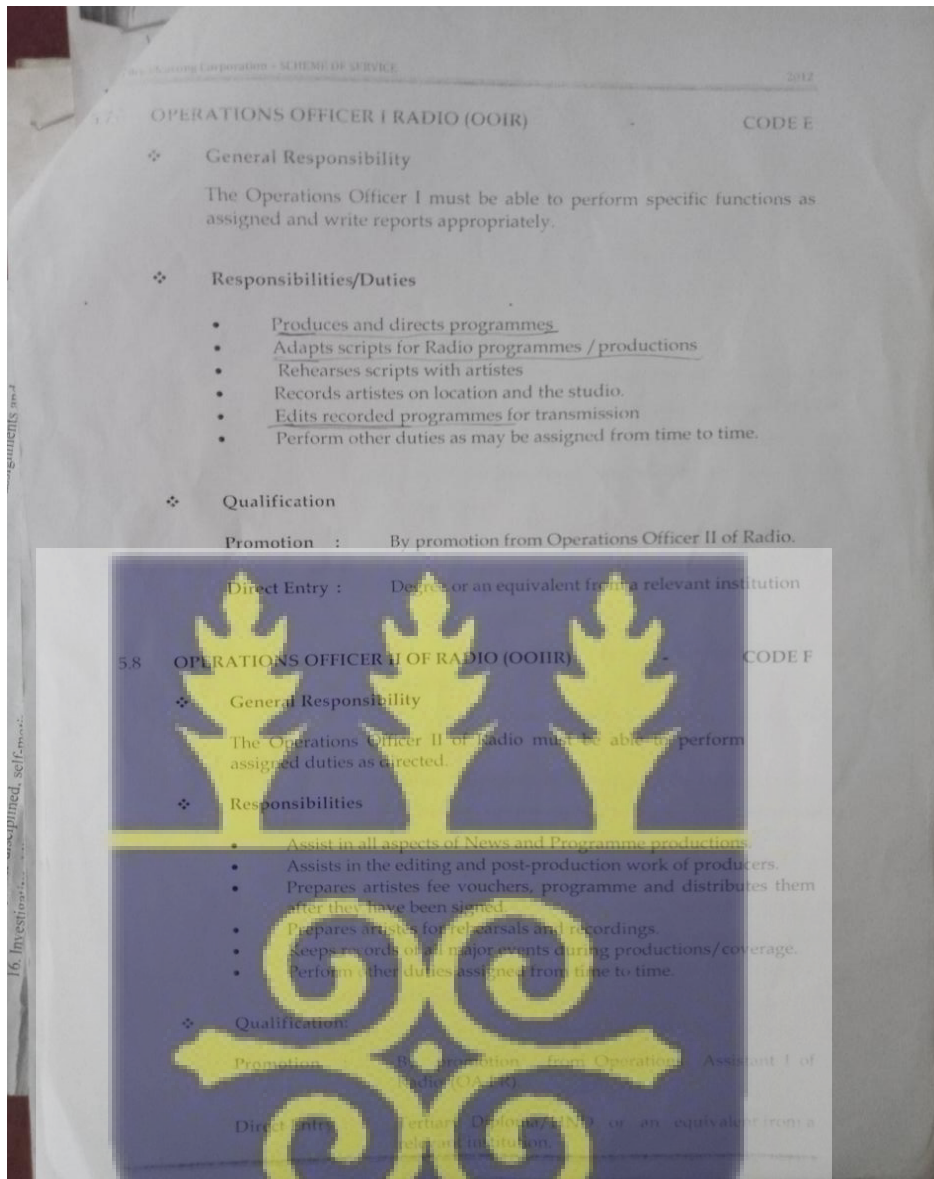 Corporation - SCHEME OF SERVICE 2012
OPERATIONS OFFICER I RADIO (OOIR) - CODE E
❖ General Responsibility
The Operations Officer I must be able to perform specific functions as
assigned and write reports appropriately.
❖ Responsibilities/Duties
• Produces and directs programmes
• Adapts scripts for Radio programmes /productions
• Rehearses scripts with artistes
• Records artistes on location and the studio.
• Edits recorded programmes for transmission
• Perform other duties as may be assigned from time to time.
❖ Qualification
Promotion : By promotion from Operations Officer II of Radio.
Direct Entry : Degree or an equivalent from a relevant institution
5.8 OPERATIONS OFFICER II OF RADIO (OOIIR) - CODE F
❖ General Responsibility
The Operations Officer II of Radio must be able to perform
assigned duties as directed.
❖ Responsibilities
• Assist in all aspects of News and Programme productions.
• Assists in the editing and post-production work of producers.
• Prepares artistes fee vouchers, programme and distributes them
after they have been signed.
• Prepares artistes for rehearsals and recordings.
• Keeps records of all major events during productions/coverage.
• Perform other duties assigned from time to time.
❖ Qualification:
Promotion : By promotion from Operations Assistant I of
Radio (OA IR).
Direct Entry : Tertiary Diploma/HND or an equivalent from a
relevant institution.
16. Investigative disciplined, self-moti